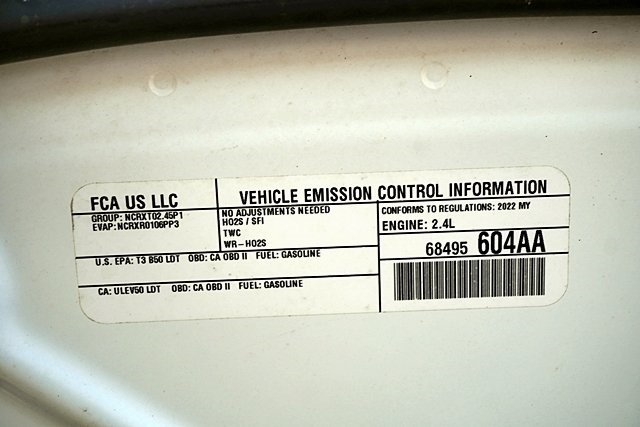 FCA US LLC
VEHICLE EMISSION CONTROL INFORMATION
GROUP: NCRXT02.45P1
EVAP:NCRXR0106PP3
NO ADJUSTMENTS NEEDED
HO2S / SFI
TWC
WR-HO2S
CONFORMS TO REGULATIONS: 2022 MY
ENGINE: 2.4L
68495 604AA
U.S. EPA: T3 B50 LDT OBD: CA OBD II FUEL: GASOLINE
CA: ULEV50 LDT OBD: CA OBD II FUEL: GASOLINE